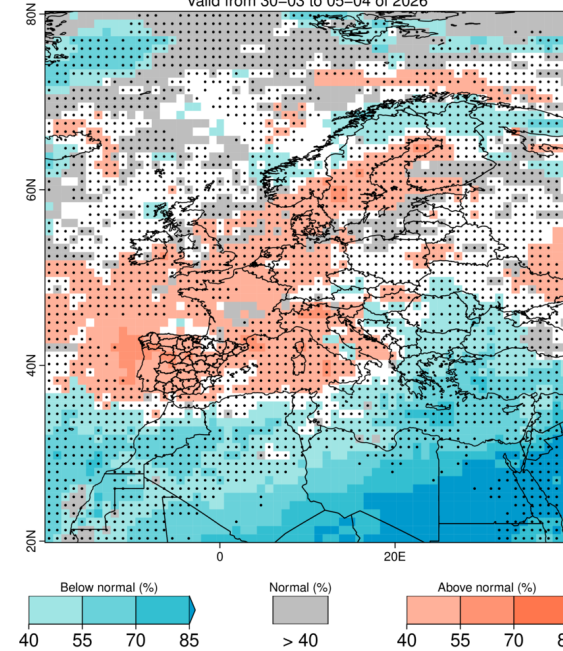 Valid from 30−03 to 05−04 of 2026
80N
60N
40N
20N
0 20E
Below normal (%) Normal (%) Above normal (%)
40 55 70 85 > 40 40 55 70